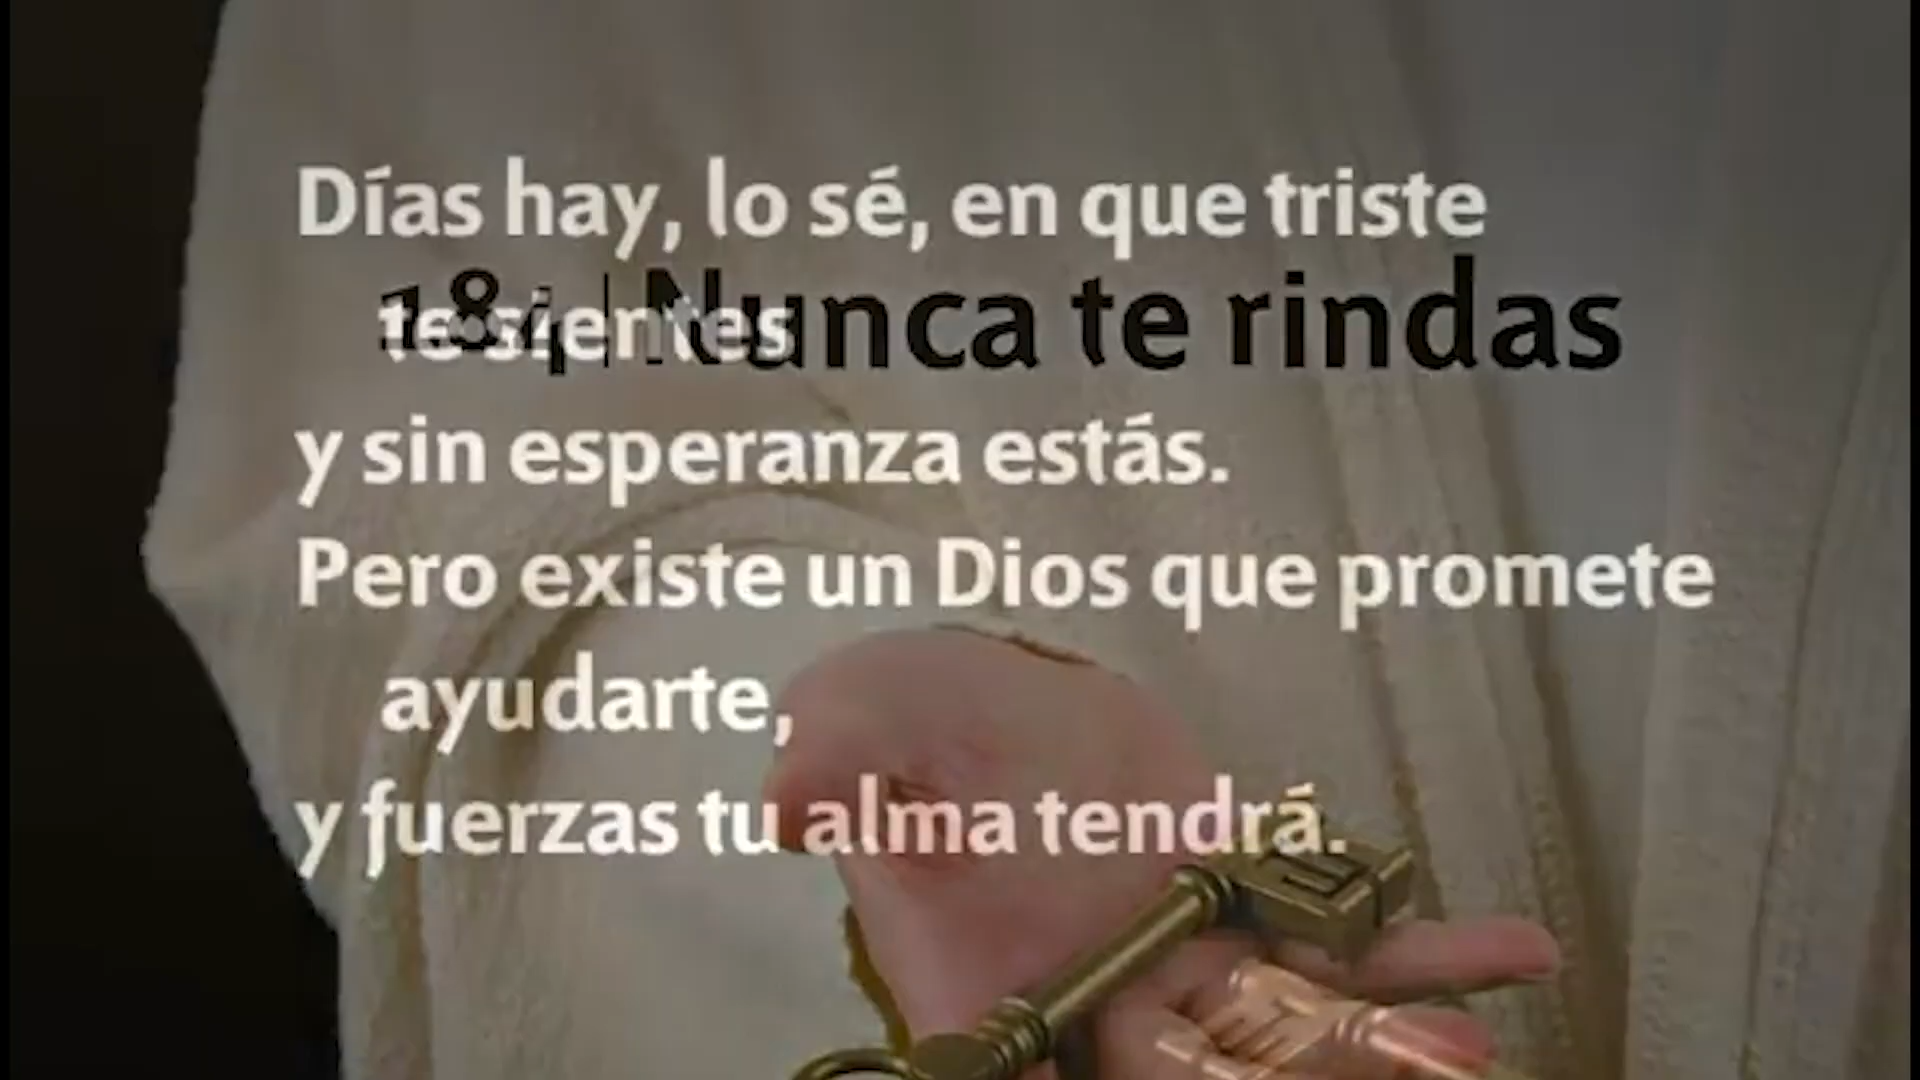 Días hay, lo sé, en que triste
184 | Nunca te rindas
te sientes
y sin esperanza estás.
Pero existe un Dios que promete
ayudarte,
y fuerzas tu alma tendrá.